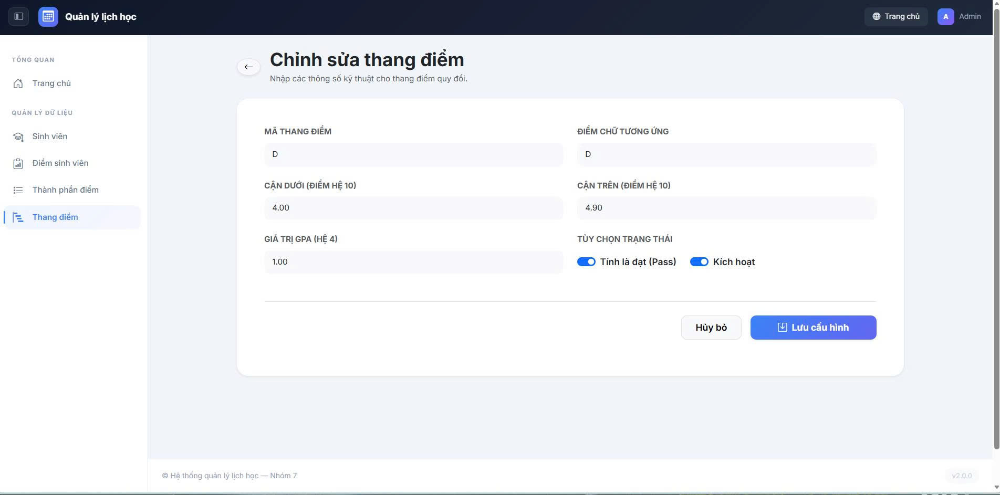 Quản lý lịch học
Trang chủ
A
Admin
TỔNG QUAN
Trang chủ
QUẢN LÝ DỮ LIỆU
Sinh viên
Điểm sinh viên
Thành phần điểm
Thang điểm
Chỉnh sửa thang điểm
Nhập các thông số kỹ thuật cho thang điểm quy đổi.
MÃ THANG ĐIỂM
D
ĐIỂM CHỮ TƯƠNG ỨNG
D
CẬN DƯỚI (ĐIỂM HỆ 10)
4.00
CẬN TRÊN (ĐIỂM HỆ 10)
4.90
GIÁ TRỊ GPA (HỆ 4)
1.00
TÙY CHỌN TRẠNG THÁI
Tính là đạt (Pass)
Kích hoạt
Hủy bỏ
Lưu cấu hình
© Hệ thống quản lý lịch học — Nhóm 7
v2.0.0